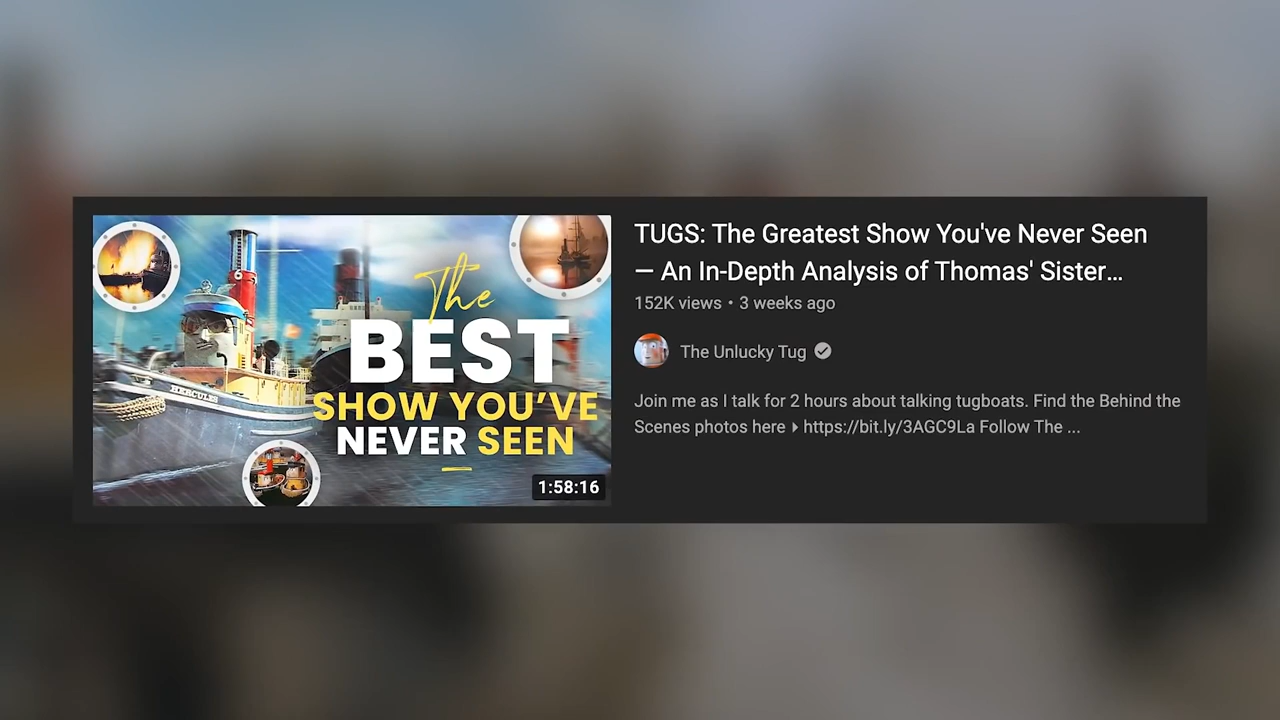 The
BEST
SHOW YOU'VE
NEVER SEEN
HERCULES
1:58:16
TUGS: The Greatest Show You've Never Seen
— An In-Depth Analysis of Thomas' Sister...
152K views • 3 weeks ago
The Unlucky Tug
Join me as I talk for 2 hours about talking tugboats. Find the Behind the
Scenes photos here ▸ https://bit.ly/3AGC9La Follow The ...